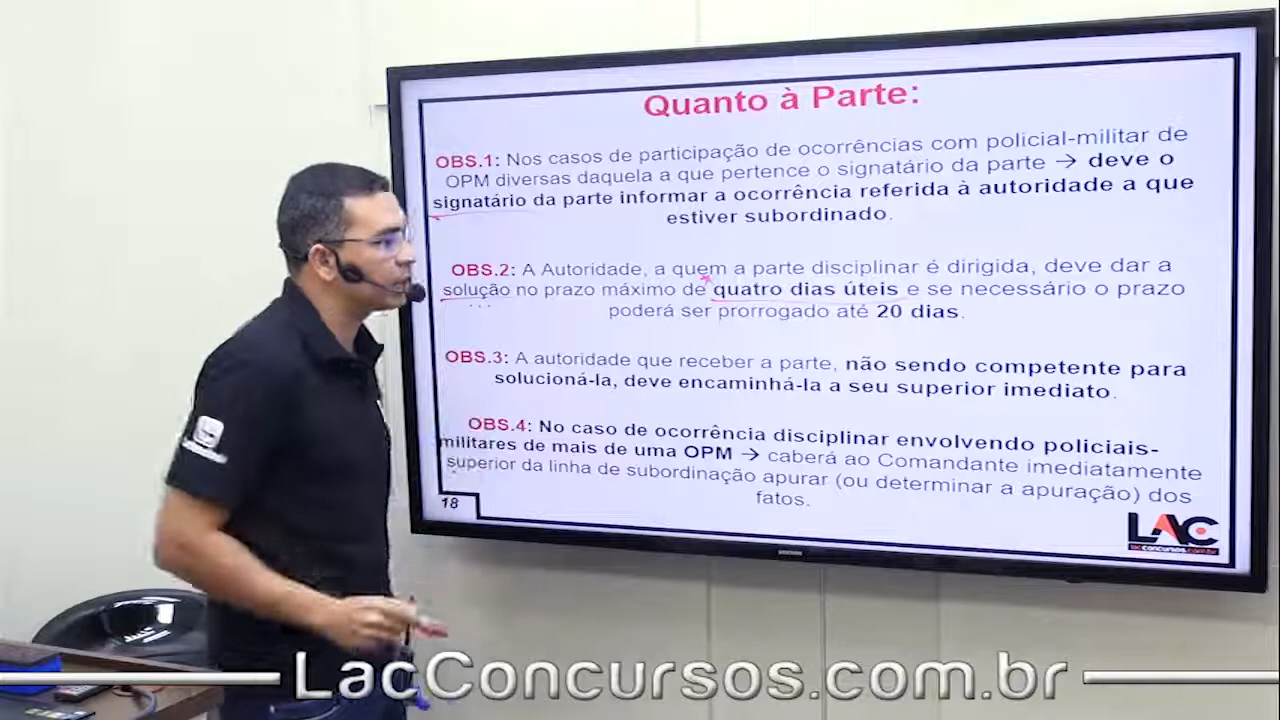 Quanto à Parte:
OBS.1: Nos casos de participação de ocorrências com policial-militar de
OPM diversas daquela a que pertence o signatário da parte → deve o
signatário da parte informar a ocorrência referida à autoridade a que
estiver subordinado.
OBS.2: A Autoridade, a quem a parte disciplinar é dirigida, deve dar a
solução no prazo máximo de quatro dias úteis e se necessário o prazo
poderá ser prorrogado até 20 dias.
OBS.3: A autoridade que receber a parte, não sendo competente para
solucioná-la, deve encaminhá-la a seu superior imediato.
OBS.4: No caso de ocorrência disciplinar envolvendo policiais-
militares de mais de uma OPM → caberá ao Comandante imediatamente
superior da linha de subordinação apurar (ou determinar a apuração) dos
fatos.
18
LAC
lacconcursos.com.br
LacConcursos.com.br